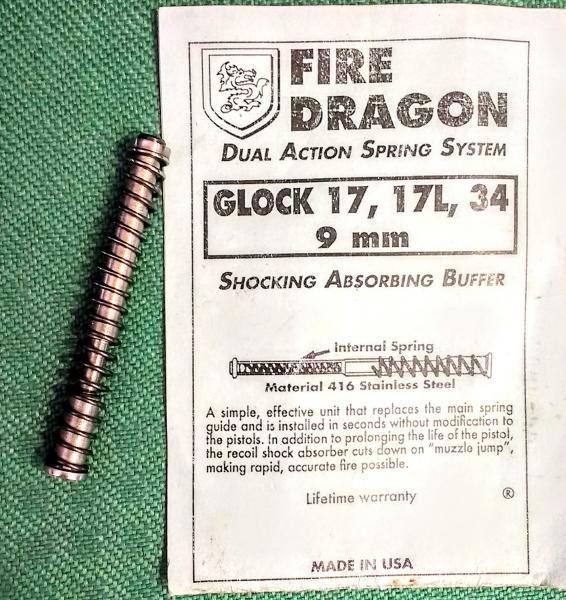 FIRE
DRAGON
DUAL ACTION SPRING SYSTEM
GLOCK 17, 17L, 34
9 mm
SHOCKING ABSORBING BUFFER
Internal Spring
Material 416 Stainless Steel
A simple, effective unit that replaces the main spring
guide and is installed in seconds without modification to
the pistols. In addition to prolonging the life of the pistol,
the recoil shock absorber cuts down on "muzzle jump",
making rapid, accurate fire possible.
Lifetime warranty ®
MADE IN USA